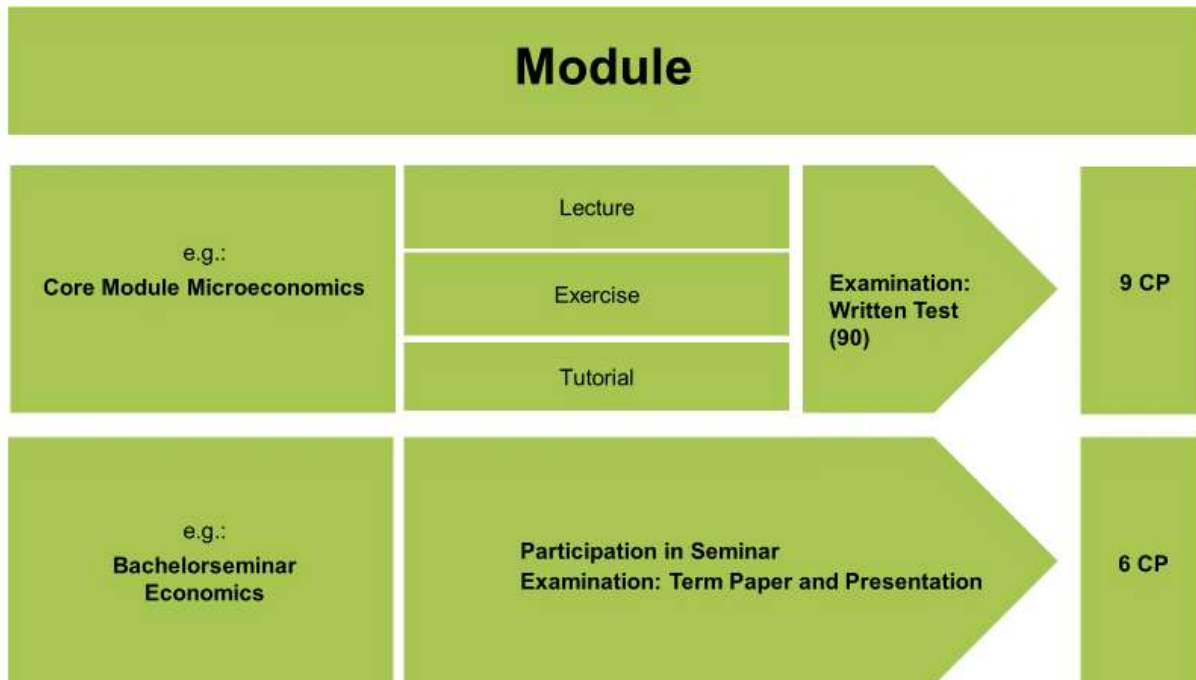 Module
e.g.:
Core Module Microeconomics
Lecture
Exercise
Tutorial
Examination:
Written Test
(90)
9 CP
e.g.:
Bachelorseminar
Economics
Participation in Seminar
Examination: Term Paper and Presentation
6 CP